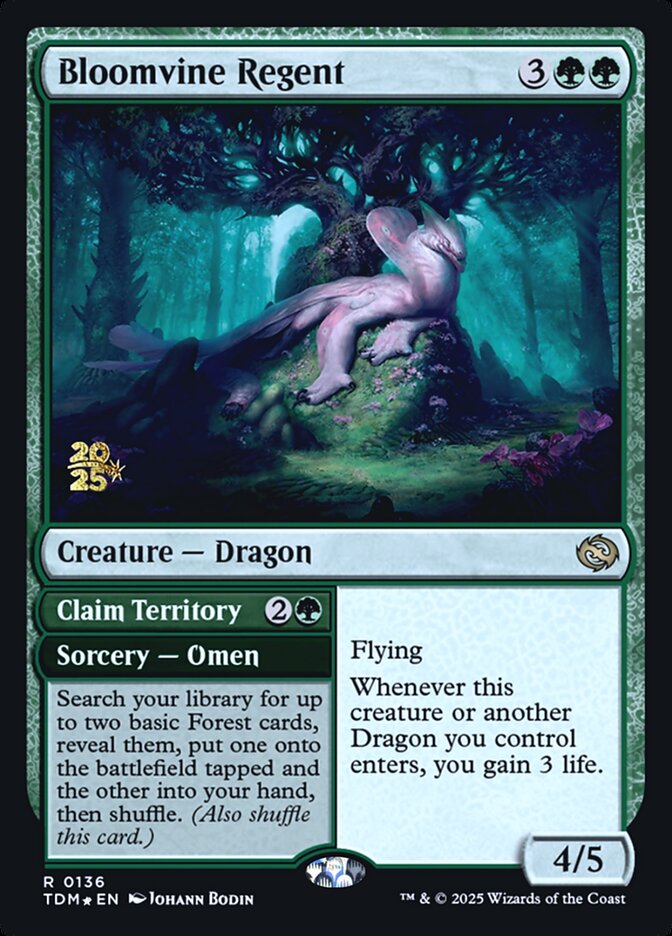 Bloomvine Regent 3
20
25
Creature — Dragon
Claim Territory 2
Sorcery — Omen
Search your library for up
to two basic Forest cards,
reveal them, put one onto
the battlefield tapped and
the other into your hand,
then shuffle. (Also shuffle
this card.)
Flying
Whenever this
creature or another
Dragon you control
enters, you gain 3 life.
4/5
R 0136
TDM★EN Johann Bodin
™ & © 2025 Wizards of the Coast